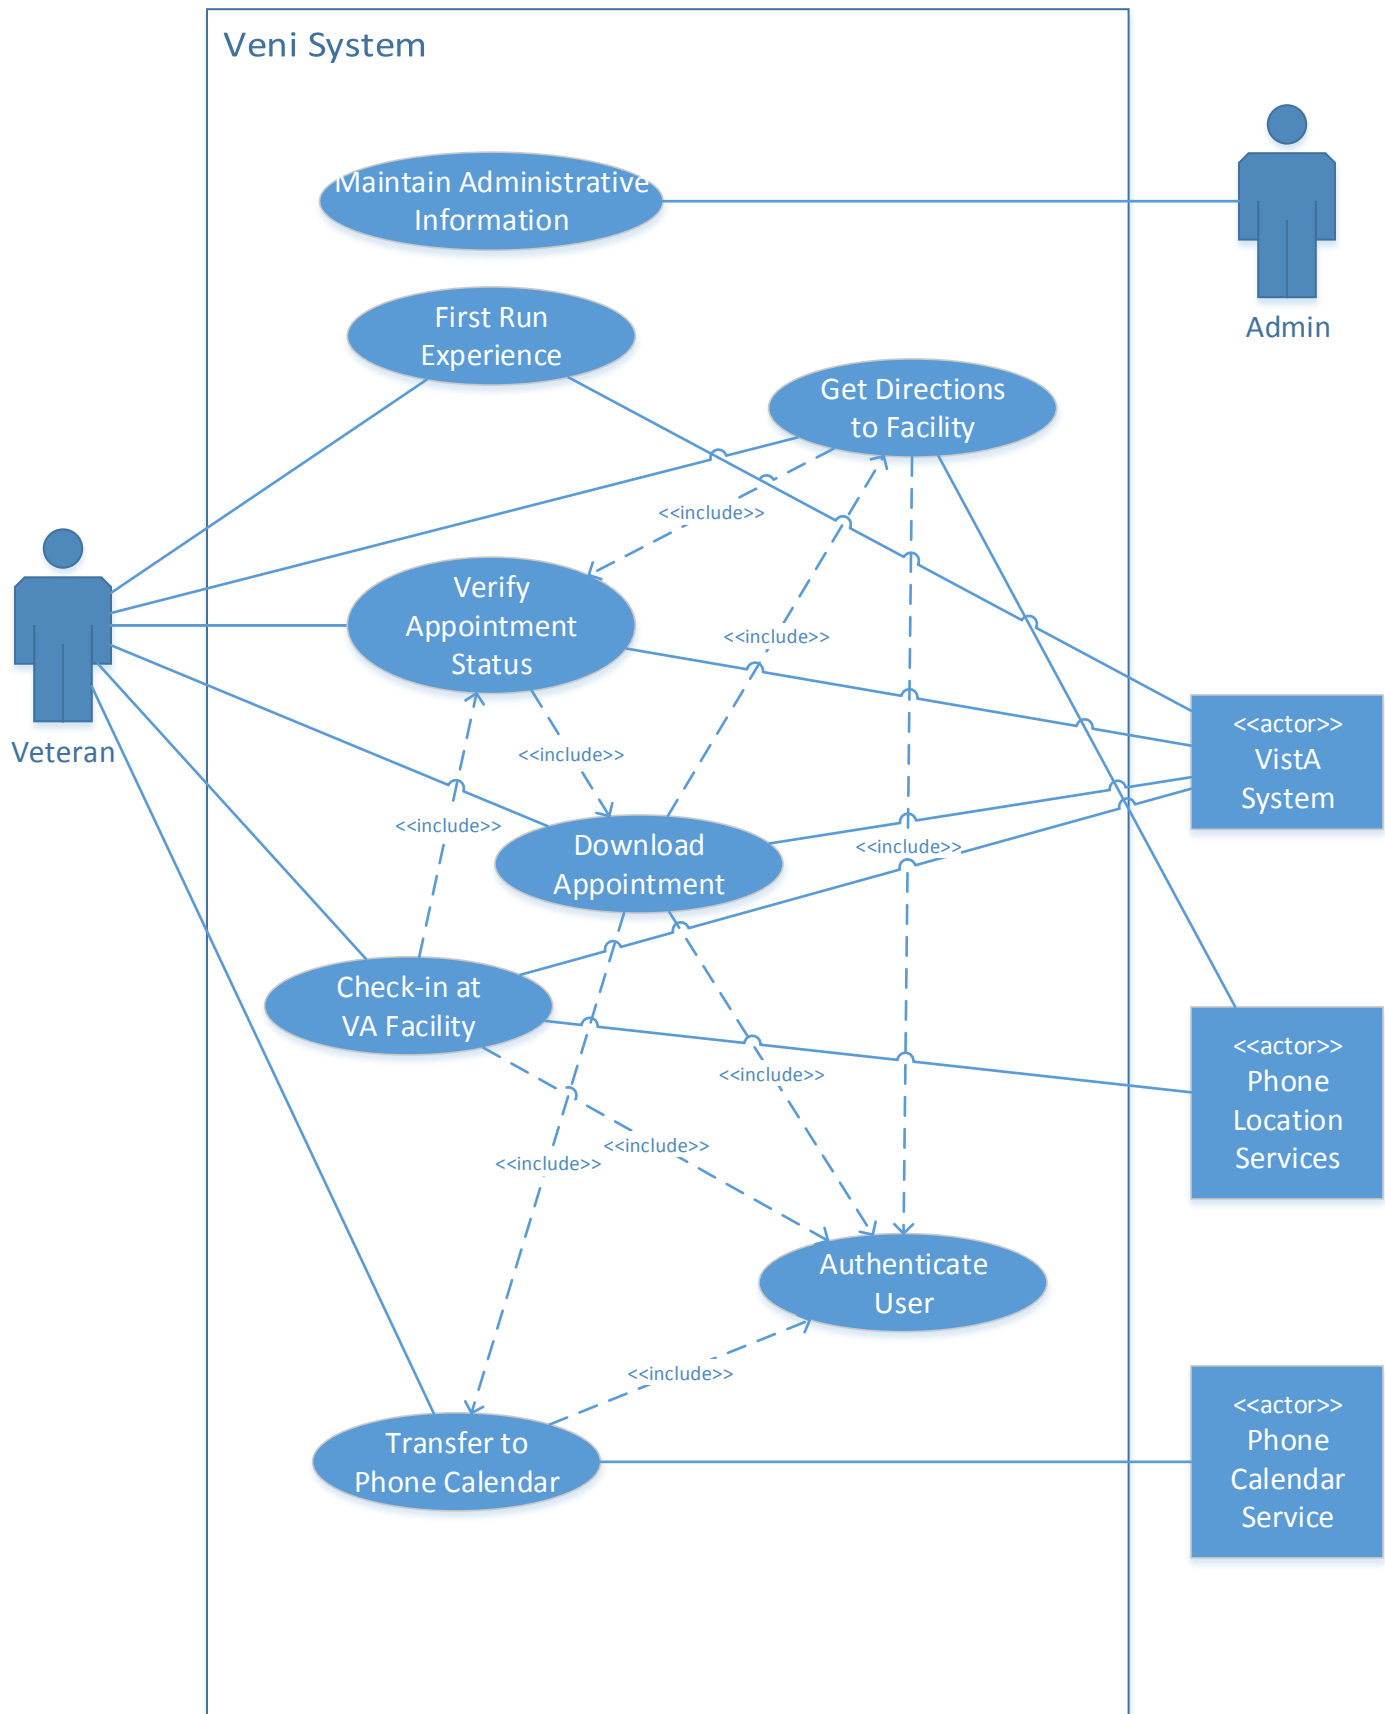 Veni System
Maintain Administrative
Information
Admin
First Run
Experience
Get Directions
to Facility
<<include>>
Veteran
Verify
Appointment
Status
<<include>>
<<actor>>
VistA
System
<<include>>
<<include>>
Download
Appointment
<<include>>
Check-in at
VA Facility
<<actor>>
Phone
Location
Services
<<include>>
<<include>>
<<include>>
Authenticate
User
<<include>>
Transfer to
Phone Calendar
<<actor>>
Phone
Calendar
Service